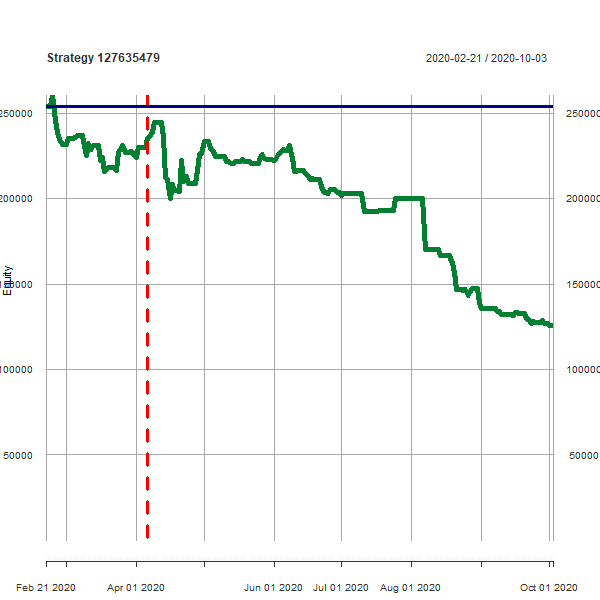 Strategy 127635479
2020-02-21 / 2020-10-03
250000
250000
200000
200000
Equity
150000
150000
100000
100000
50000
50000
Feb 21 2020
Apr 01 2020
Jun 01 2020
Jul 01 2020
Aug 01 2020
Oct 01 2020